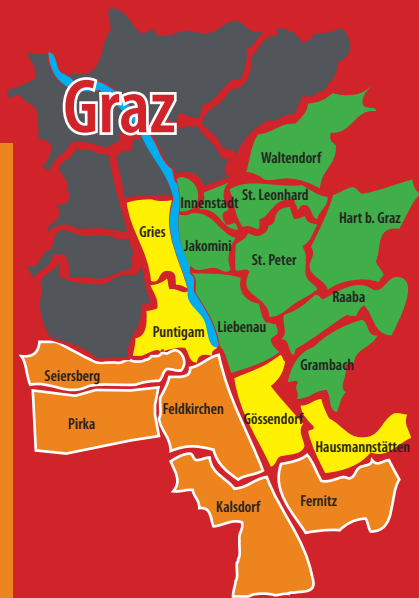 Graz
Waltendorf
Innenstadt
St. Leonhard
Hart b. Graz
Gries
Jakomini
St. Peter
Raaba
Puntigam
Liebenau
Grambach
Seiersberg
Feldkirchen
Gössendorf
Pirka
Hausmannstätten
Kalsdorf
Fernitz